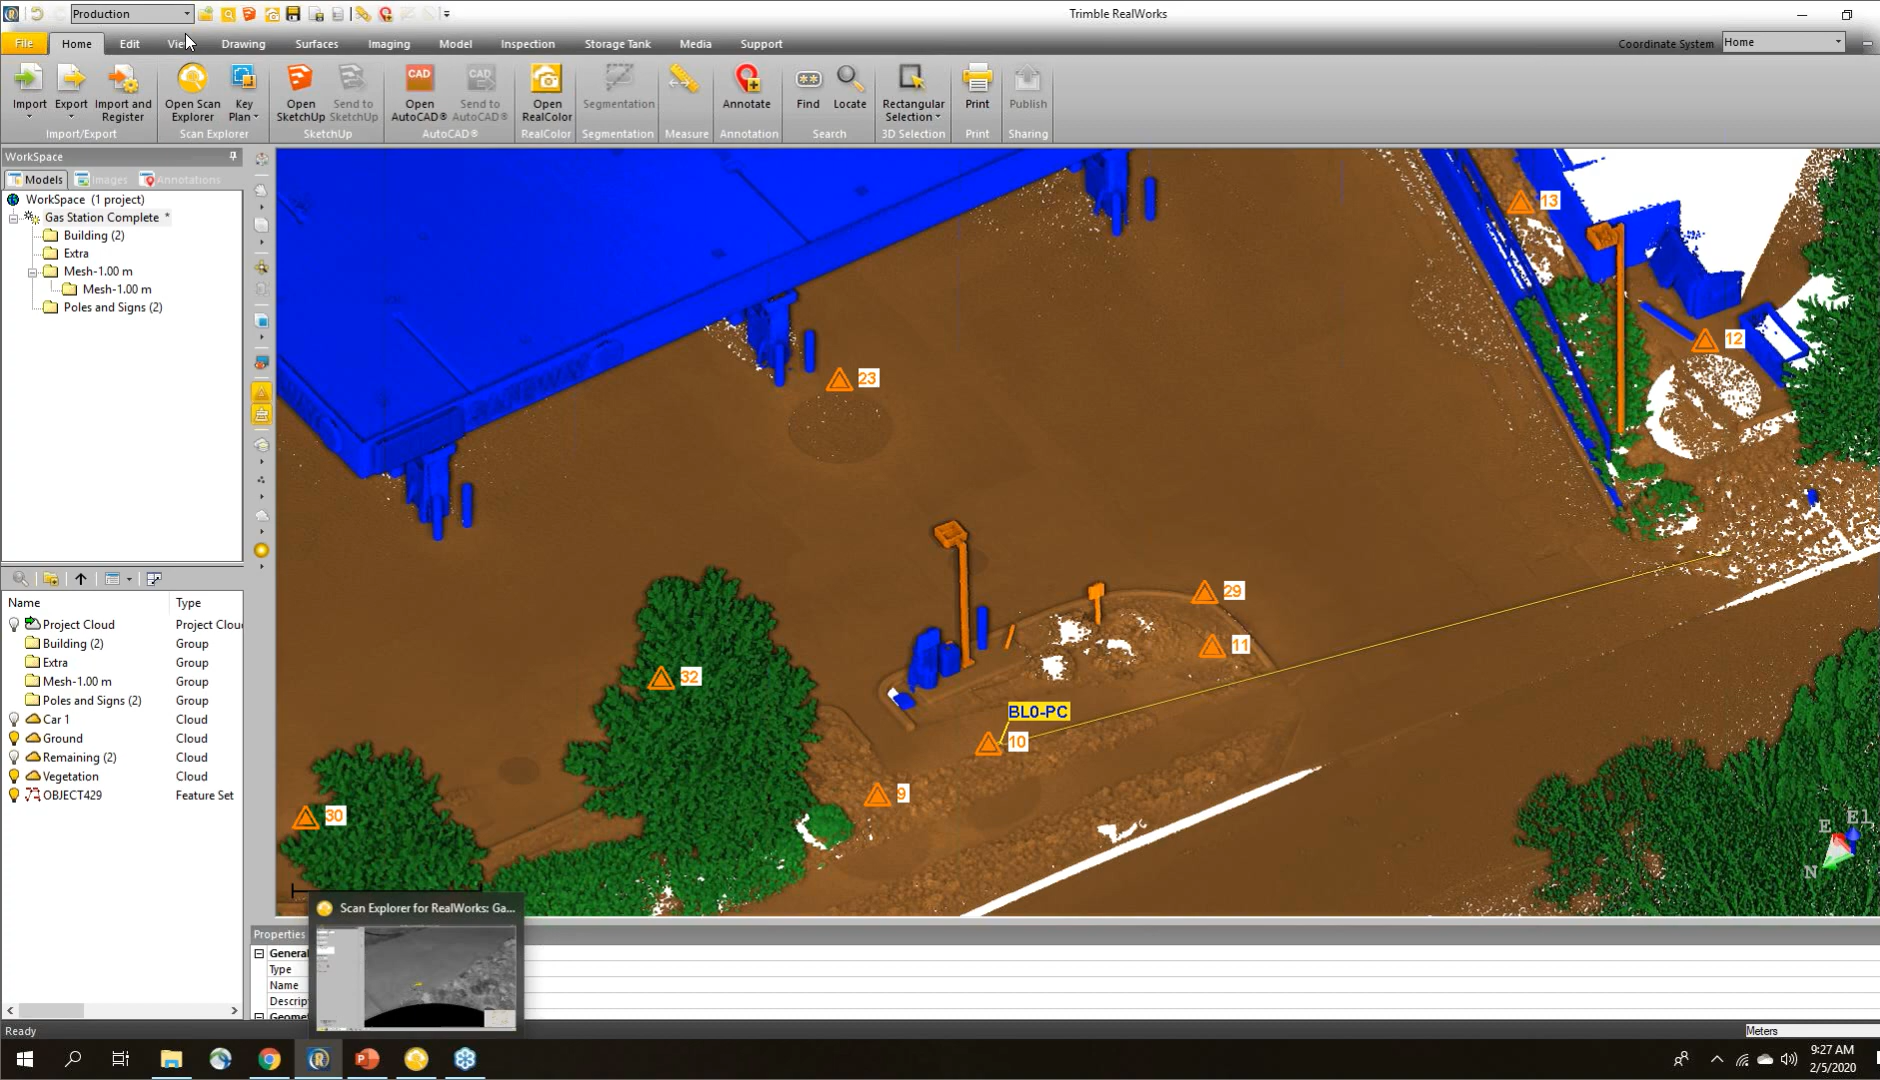 Production
Trimble RealWorks
File
Home
Edit
View
Drawing
Surfaces
Imaging
Model
Inspection
Storage Tank
Media
Support
Coordinate System
Home
Import
Export
Import and Register
Open Scan Explorer
Key Plan
Open SketchUp
Send to SketchUp
Open AutoCAD®
Send to AutoCAD®
Open RealColor
Segmentation
Annotate
Find
Locate
Rectangular Selection
Print
Publish
Import/Export
Scan Explorer
SketchUp
AutoCAD®
RealColor
Segmentation
Measure
Annotation
Search
3D Selection
Print
Sharing
WorkSpace
Models
Images
Annotations
WorkSpace (1 project)
Gas Station Complete *
Building (2)
Extra
Mesh-1.00 m
Mesh-1.00 m
Poles and Signs (2)
Name Type
Project Cloud Project Clou
Building (2) Group
Extra Group
Mesh-1.00 m Group
Poles and Signs (2) Group
Car 1 Cloud
Ground Cloud
Remaining (2) Cloud
Vegetation Cloud
OBJECT429 Feature Set
13
12
23
29
11
32
BL0-PC
10
9
30
E
El
N
Scan Explorer for RealWorks: Ga...
Properties
General
Type
Name
Descrip
Geomet
Ready
Meters
9:27 AM
2/5/2020